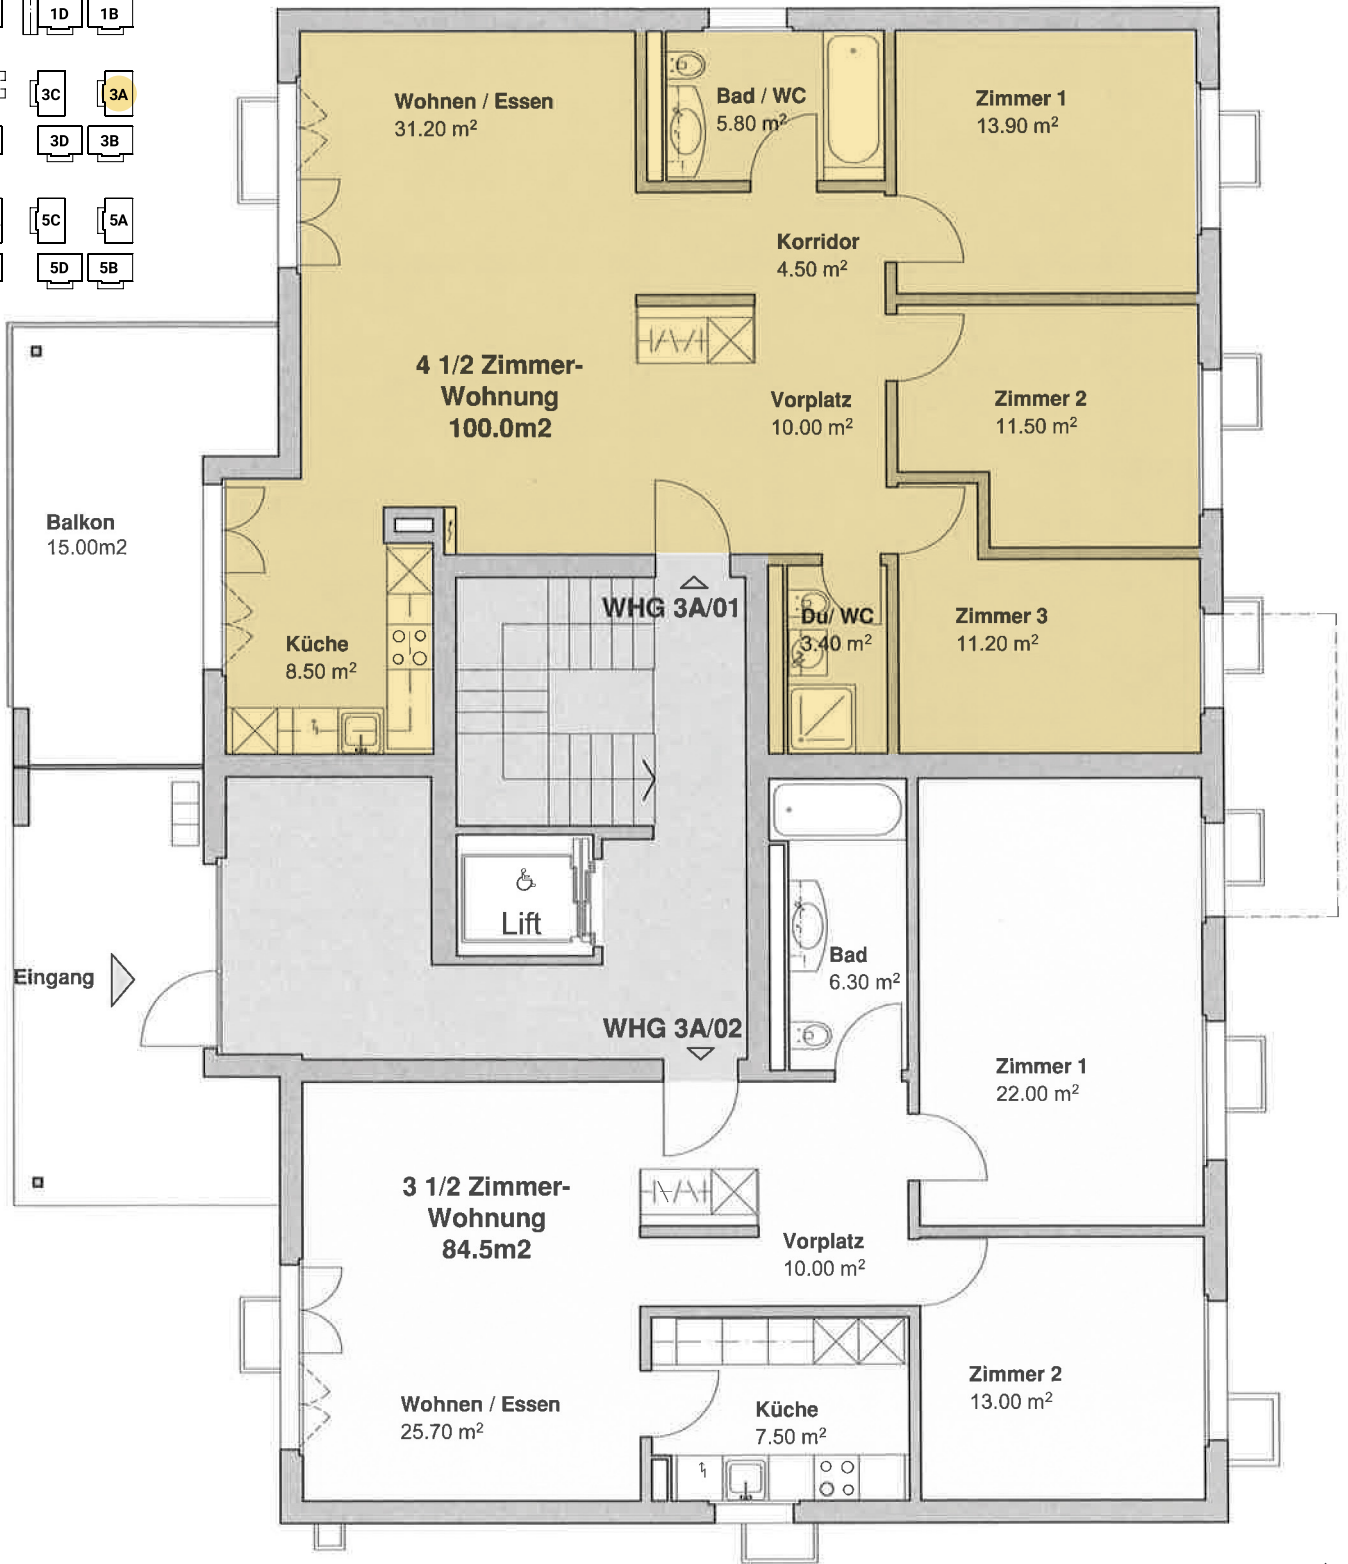 1D
1B
3C
3A
3D
3B
5C
5A
5D
5B
Wohnen / Essen
31.20 m²
Bad / WC
5.80 m²
Zimmer 1
13.90 m²
Korridor
4.50 m²
4 1/2 Zimmer-
Wohnung
100.0m2
Vorplatz
10.00 m²
Zimmer 2
11.50 m²
Balkon
15.00m2
Küche
8.50 m²
WHG 3A/01
Du/ WC
3.40 m²
Zimmer 3
11.20 m²
Lift
Eingang
Bad
6.30 m²
WHG 3A/02
Zimmer 1
22.00 m²
3 1/2 Zimmer-
Wohnung
84.5m2
Vorplatz
10.00 m²
Wohnen / Essen
25.70 m²
Küche
7.50 m²
Zimmer 2
13.00 m²